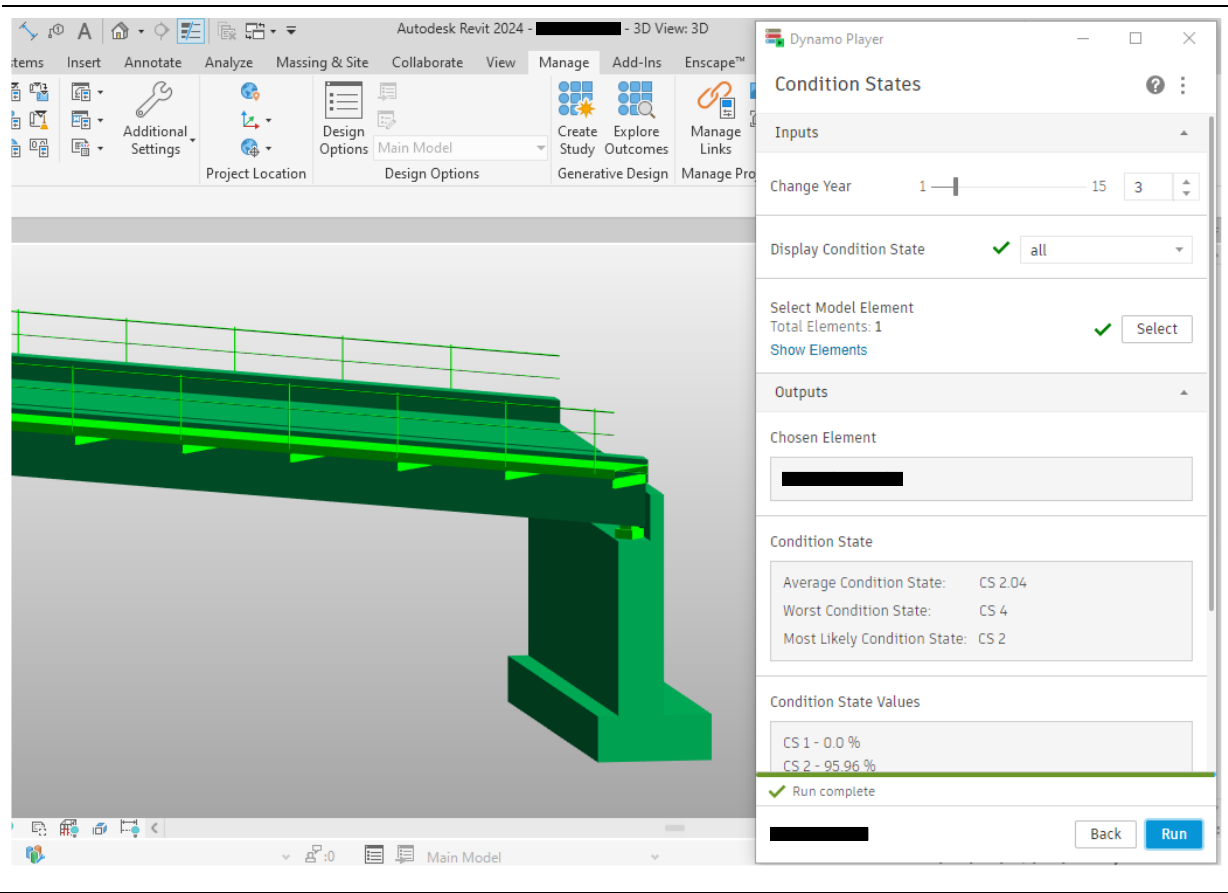 Autodesk Revit 2024 - - 3D View: 3D
Insert Annotate Analyze Massing & Site Collaborate View Manage Add-Ins Enscape™
Additional Settings
Project Location
Design Options
Main Model
Design Options
Create Study
Explore Outcomes
Generative Design
Manage Links
Manage
Dynamo Player
Condition States
Inputs
Change Year 1 15 3
Display Condition State all
Select Model Element
Total Elements: 1
Select
Show Elements
Outputs
Chosen Element
Condition State
Average Condition State: CS 2.04
Worst Condition State: CS 4
Most Likely Condition State: CS 2
Condition State Values
CS 1 - 0.0 %
CS 2 - 95.96 %
Run complete
Back Run
:0 Main Model